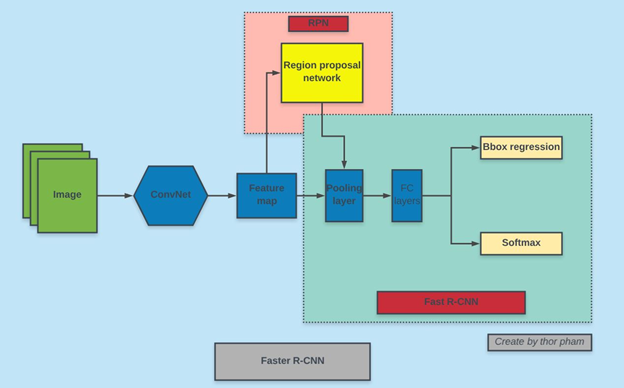 RPN
Region proposal
network
Image
ConvNet
Feature
map
Pooling
layer
FC
layers
Bbox regression
Softmax
Fast R-CNN
Create by thor pham
Faster R-CNN